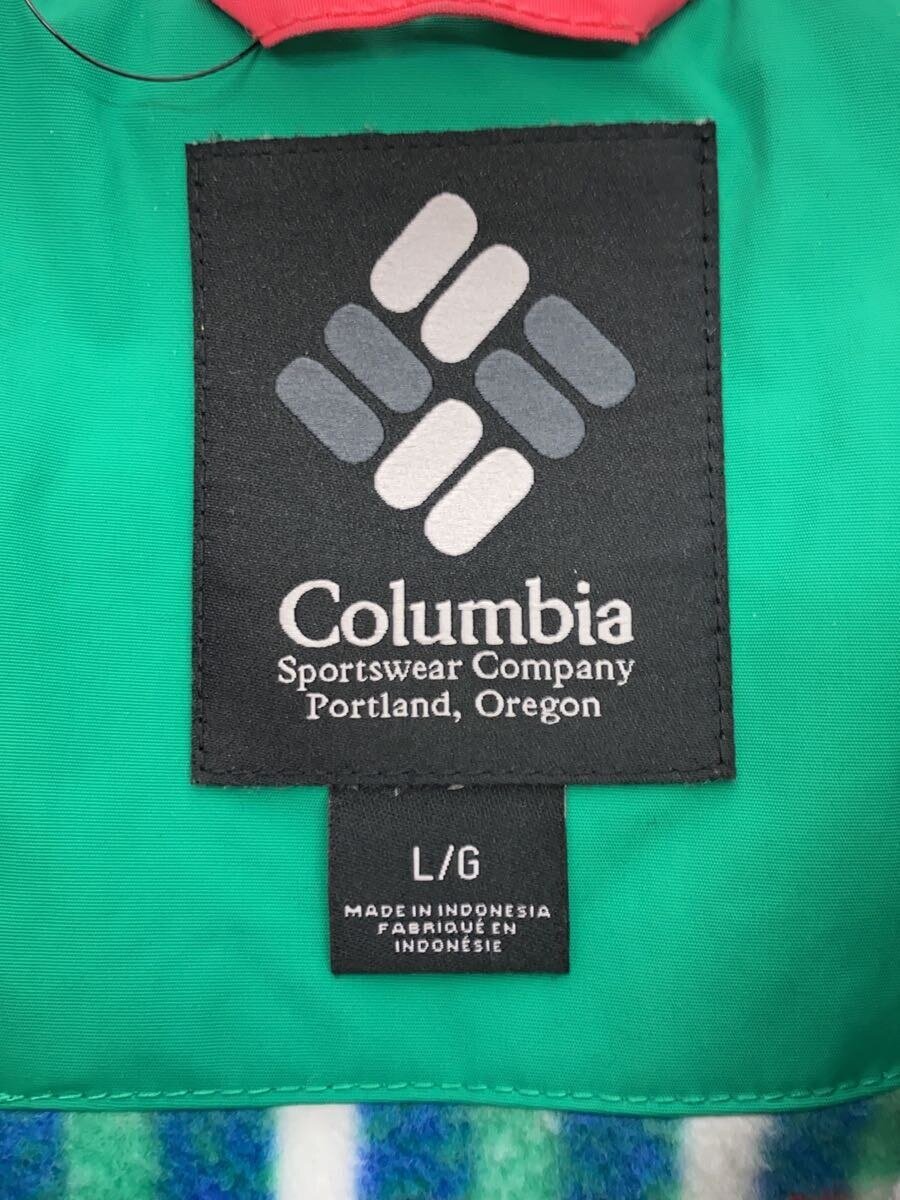 Columbia
Sportswear Company
Portland, Oregon
L/G
MADE IN INDONESIA
FABRIQUÉ EN
INDONÉSIE